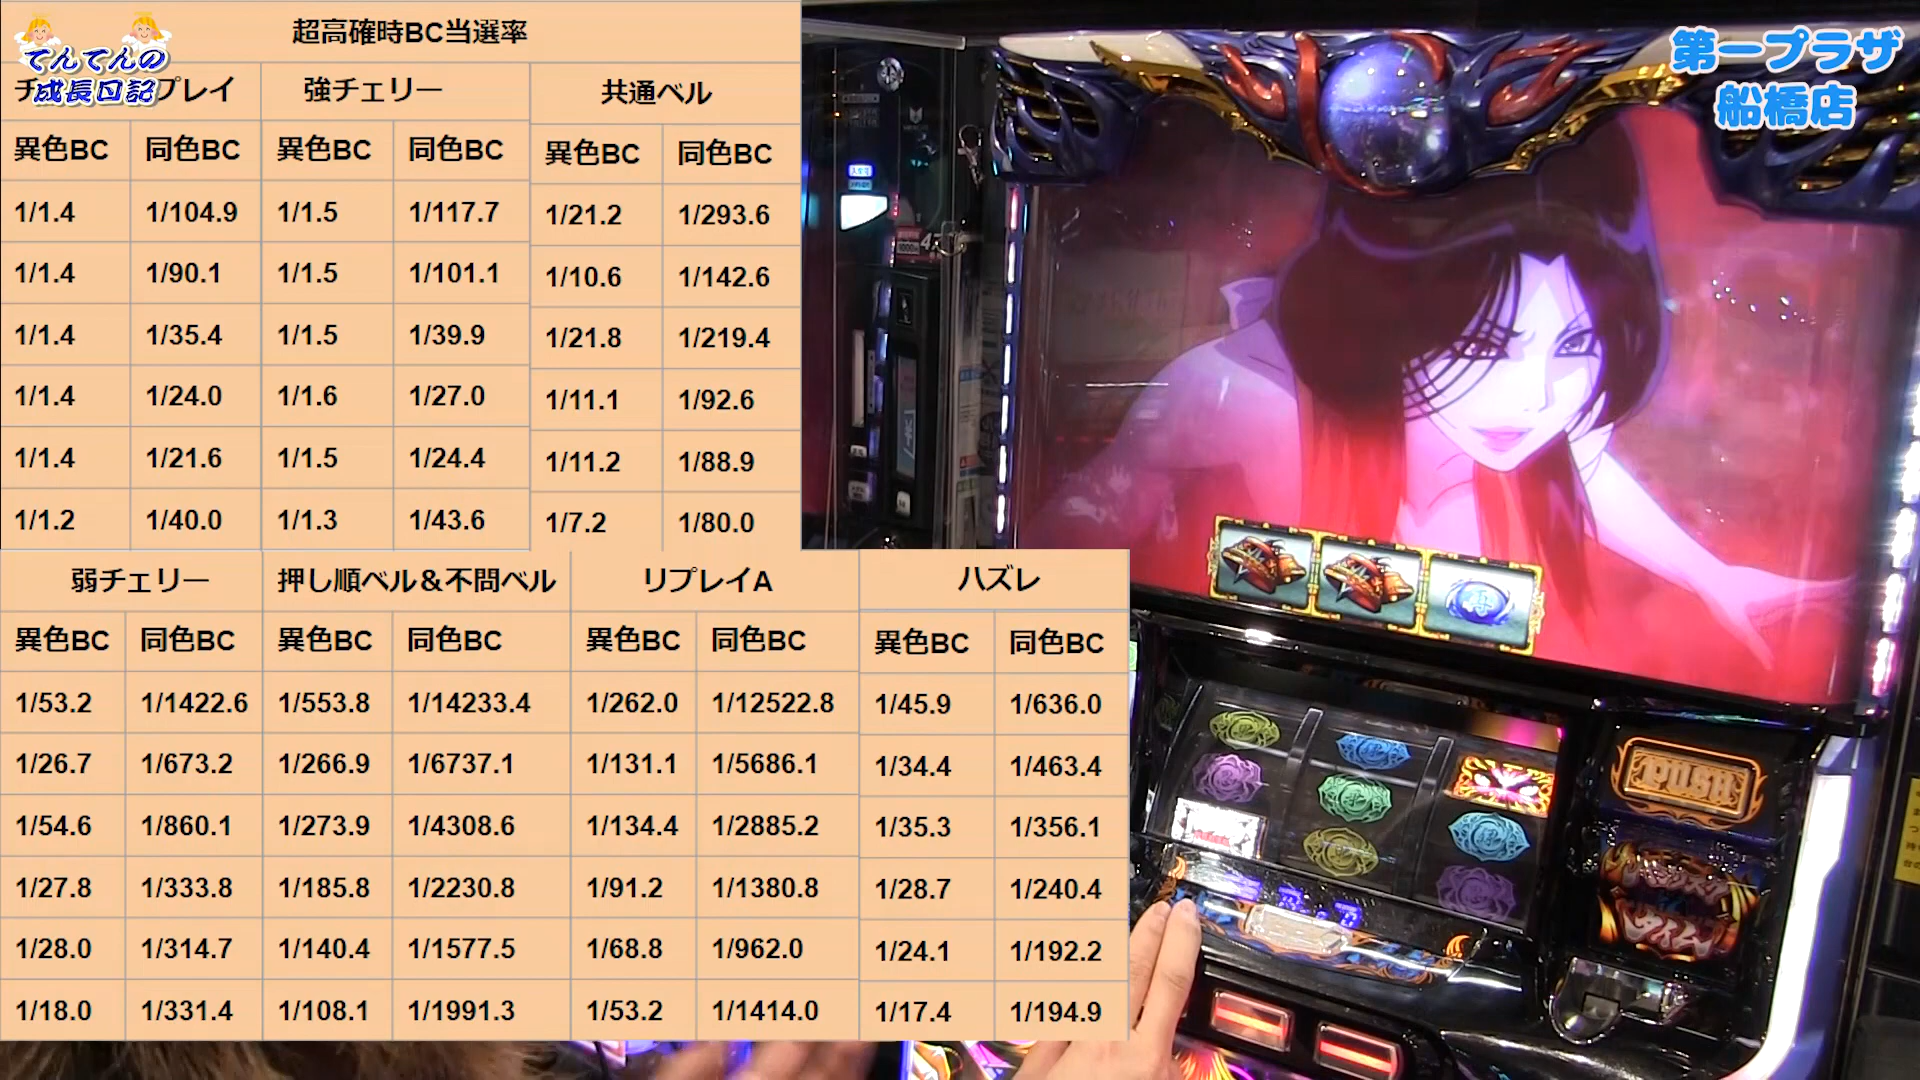 超高確時BC当選率
てんてんの
成長日記
プレイ 強チェリー 共通ベル
異色BC 同色BC 異色BC 同色BC 異色BC 同色BC
1/1.4 1/104.9 1/1.5 1/117.7 1/21.2 1/293.6
1/1.4 1/90.1 1/1.5 1/101.1 1/10.6 1/142.6
1/1.4 1/35.4 1/1.5 1/39.9 1/21.8 1/219.4
1/1.4 1/24.0 1/1.6 1/27.0 1/11.1 1/92.6
1/1.4 1/21.6 1/1.5 1/24.4 1/11.2 1/88.9
1/1.2 1/40.0 1/1.3 1/43.6 1/7.2 1/80.0
弱チェリー 押し順ベル＆不問ベル リプレイA ハズレ
異色BC 同色BC 異色BC 同色BC 異色BC 同色BC 異色BC 同色BC
1/53.2 1/1422.6 1/553.8 1/14233.4 1/262.0 1/12522.8 1/45.9 1/636.0
1/26.7 1/673.2 1/266.9 1/6737.1 1/131.1 1/5686.1 1/34.4 1/463.4
1/54.6 1/860.1 1/273.9 1/4308.6 1/134.4 1/2885.2 1/35.3 1/356.1
1/27.8 1/333.8 1/185.8 1/2230.8 1/91.2 1/1380.8 1/28.7 1/240.4
1/28.0 1/314.7 1/140.4 1/1577.5 1/68.8 1/962.0 1/24.1 1/192.2
1/18.0 1/331.4 1/108.1 1/1991.3 1/53.2 1/1414.0 1/17.4 1/194.9
第一プラザ
船橋店
PUSH